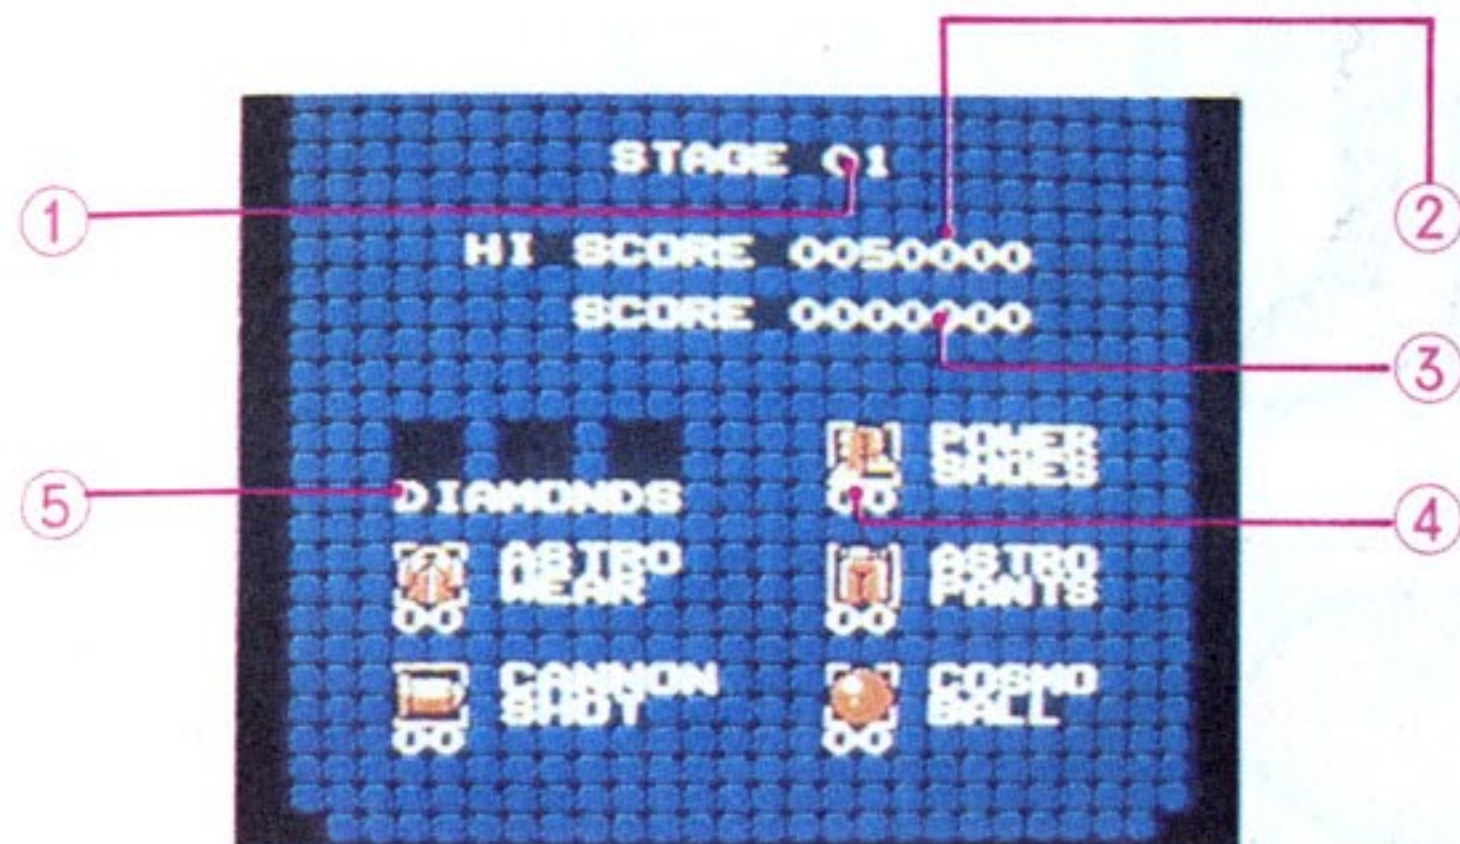 STAGE 01
②
①
HI SCORE 0050000
SCORE 0000000
③
POWER
SHOES
⑤
DIAMONDS
00
④
ASTRO
WEAR
00
ASTRO
PANTS
00
CANNON
SHOT
00
COSMO
BALL
00